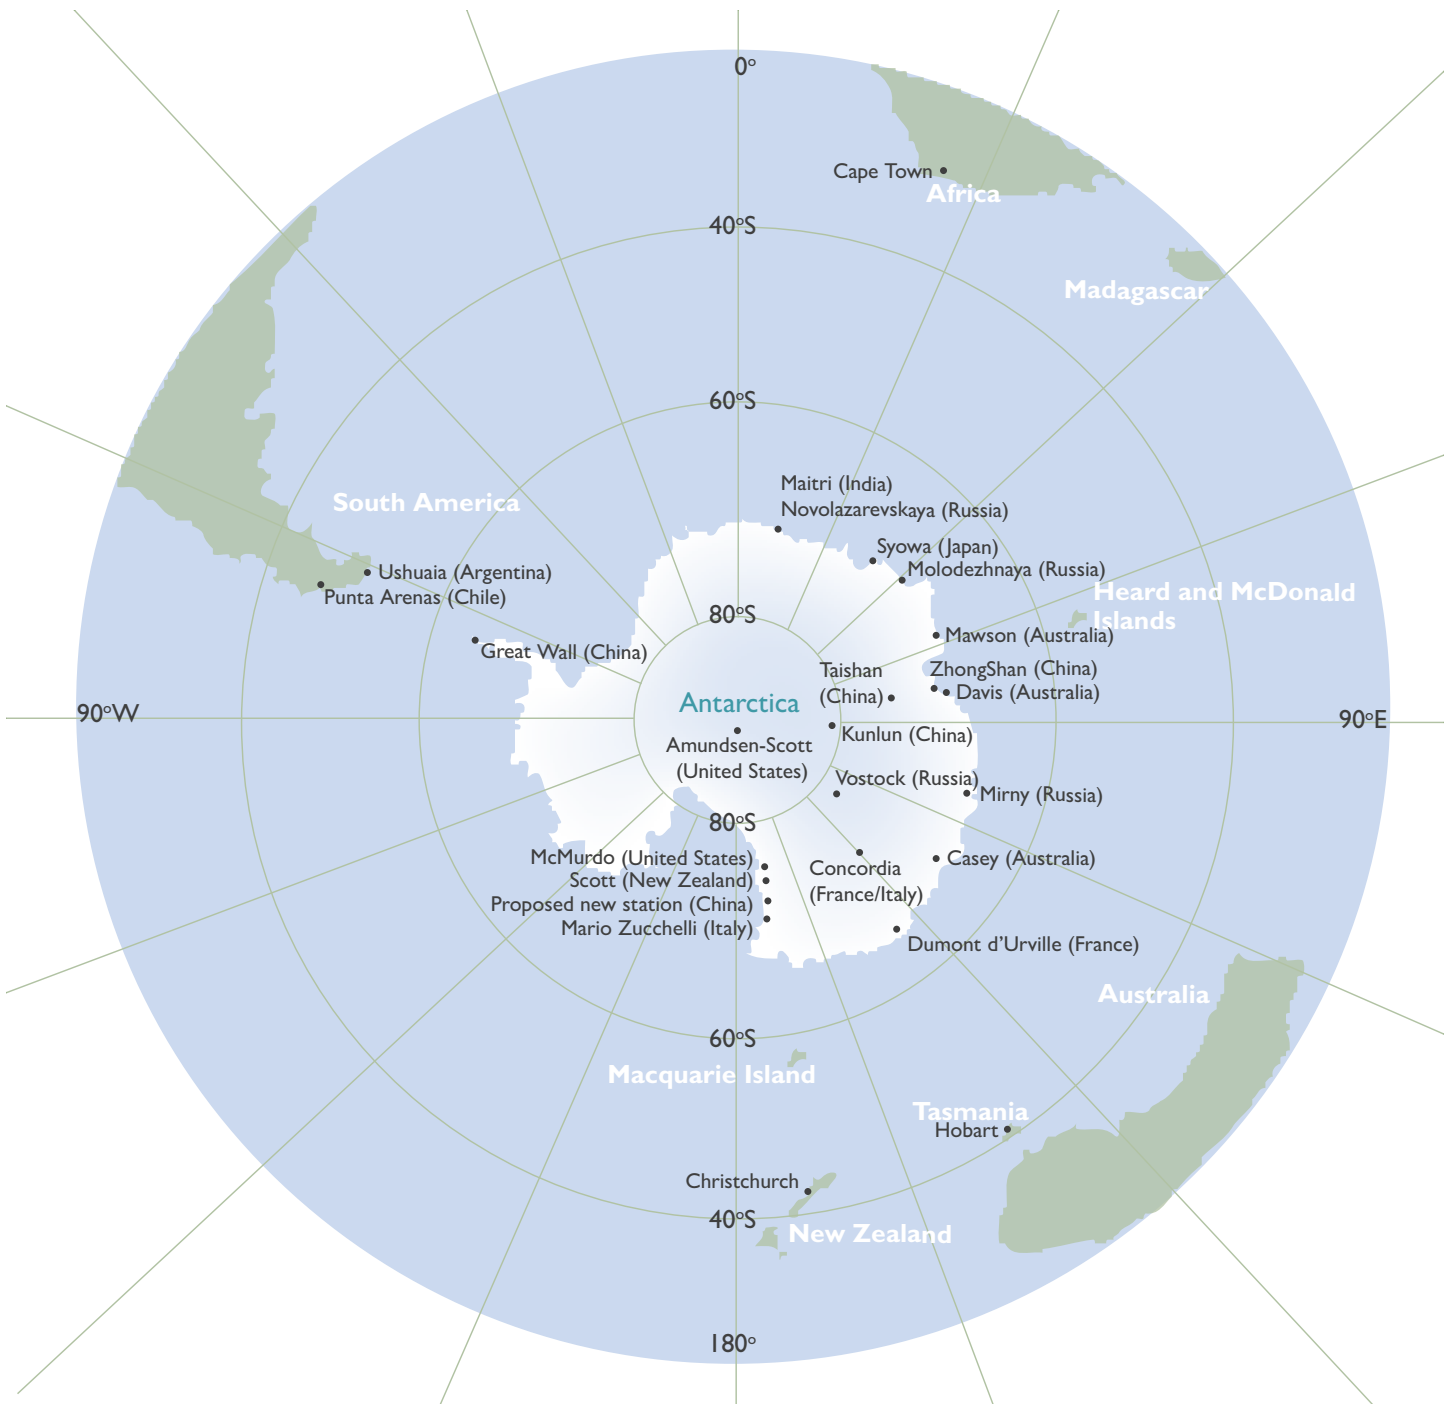 0°
Cape Town
Africa
40°S
Madagascar
60°S
Maitri (India)
Novolazarevskaya (Russia)
South America
Syowa (Japan)
Molodezhnaya (Russia)
Ushuaia (Argentina)
Punta Arenas (Chile)
Heard and McDonald
Islands
80°S
Mawson (Australia)
Great Wall (China)
Taishan
(China)
ZhongShan (China)
Davis (Australia)
90°W
Antarctica
90°E
Kunlun (China)
Amundsen-Scott
(United States)
Vostock (Russia)
Mirny (Russia)
80°S
McMurdo (United States)
Scott (New Zealand)
Proposed new station (China)
Mario Zucchelli (Italy)
Concordia
(France/Italy)
Casey (Australia)
Dumont d’Urville (France)
Australia
60°S
Macquarie Island
Tasmania
Hobart
Christchurch
40°S
New Zealand
180°